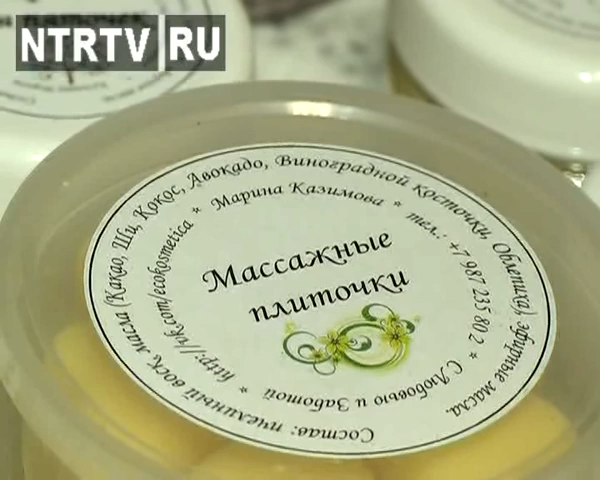 NTRTV RU
Состав: пчелиный воск, масла (Какао, Ши, Кокос, Авокадо, Виноградной косточки, Облепиха), эфирные масла.
http://vk.com/ecokosmetica * Марина Казимова * тел.: +7 987 235 80 2 * С Любовью и Заботой *
Массажные
плиточки